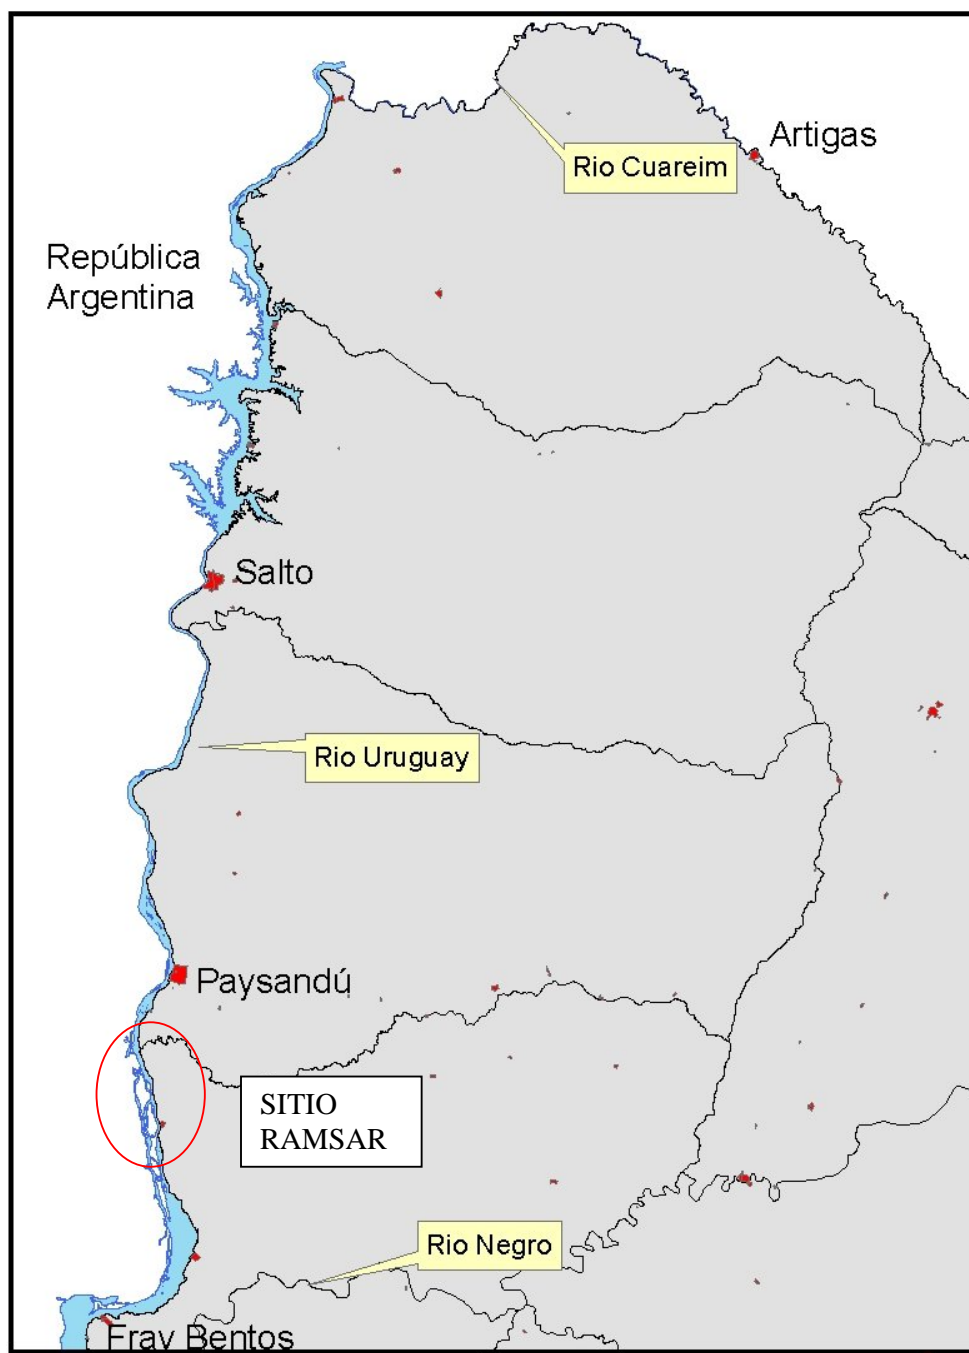 Artigas
Rio Cuareim
República
Argentina
Salto
Rio Uruguay
Paysandú
SITIO
RAMSAR
Rio Negro
Fray Bentos